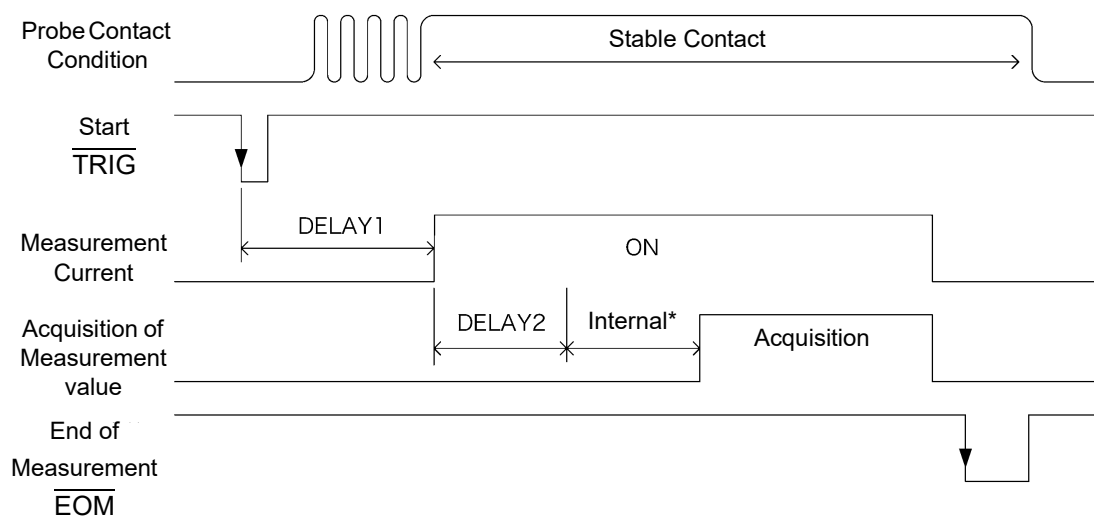 Probe Contact
Condition
Stable Contact
Start
TRIG
DELAY1
Measurement
Current
ON
Acquisition of
Measurement
value
DELAY2
Internal*
Acquisition
End of
Measurement
EOM